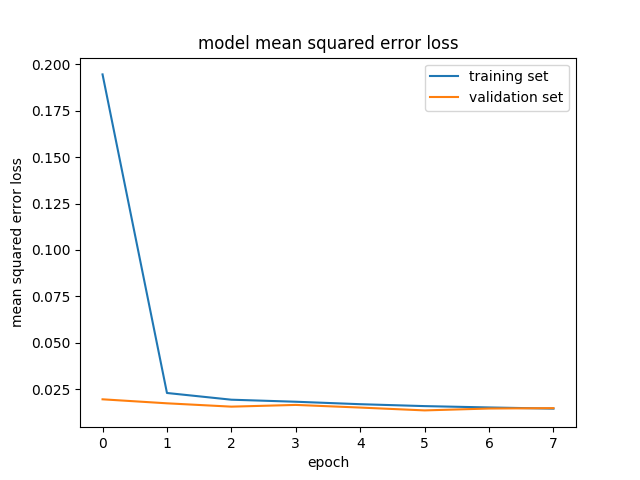 model mean squared error loss
training set
validation set
mean squared error loss
0.200
0.175
0.150
0.125
0.100
0.075
0.050
0.025
0 1 2 3 4 5 6 7
epoch